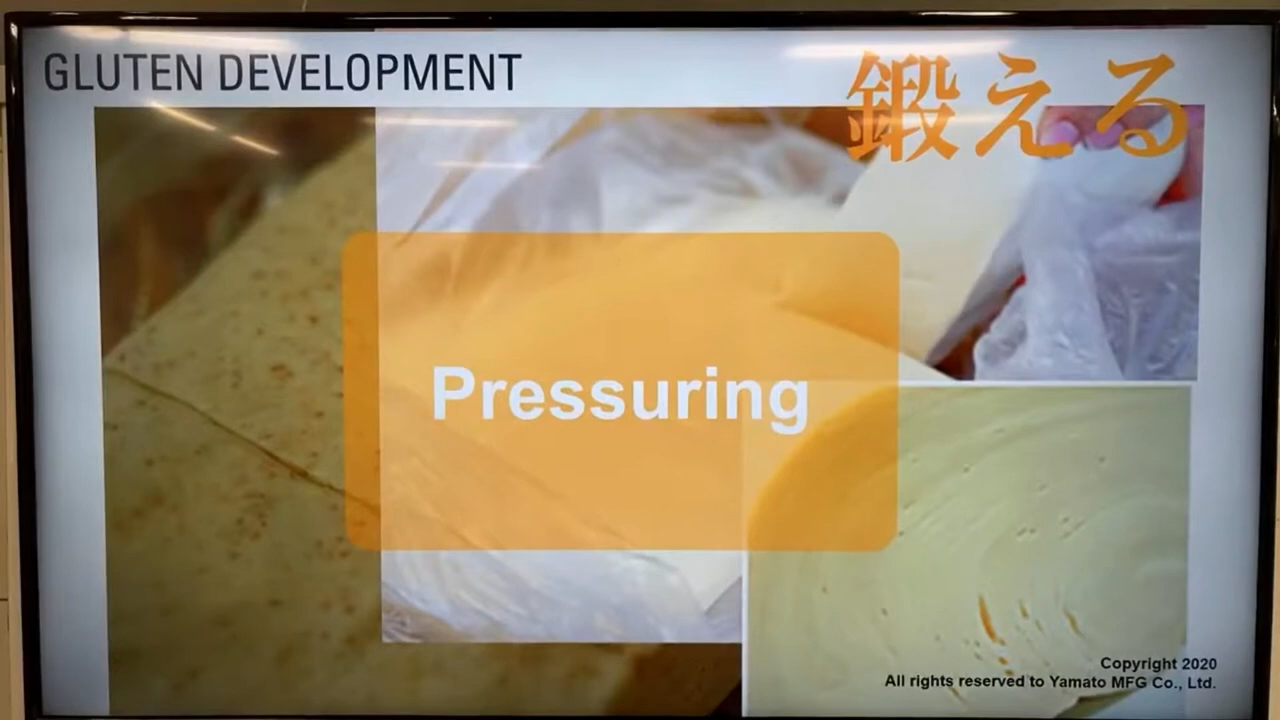 GLUTEN DEVELOPMENT
鍛える
Pressuring
Copyright 2020
All rights reserved to Yamato MFG Co., Ltd.